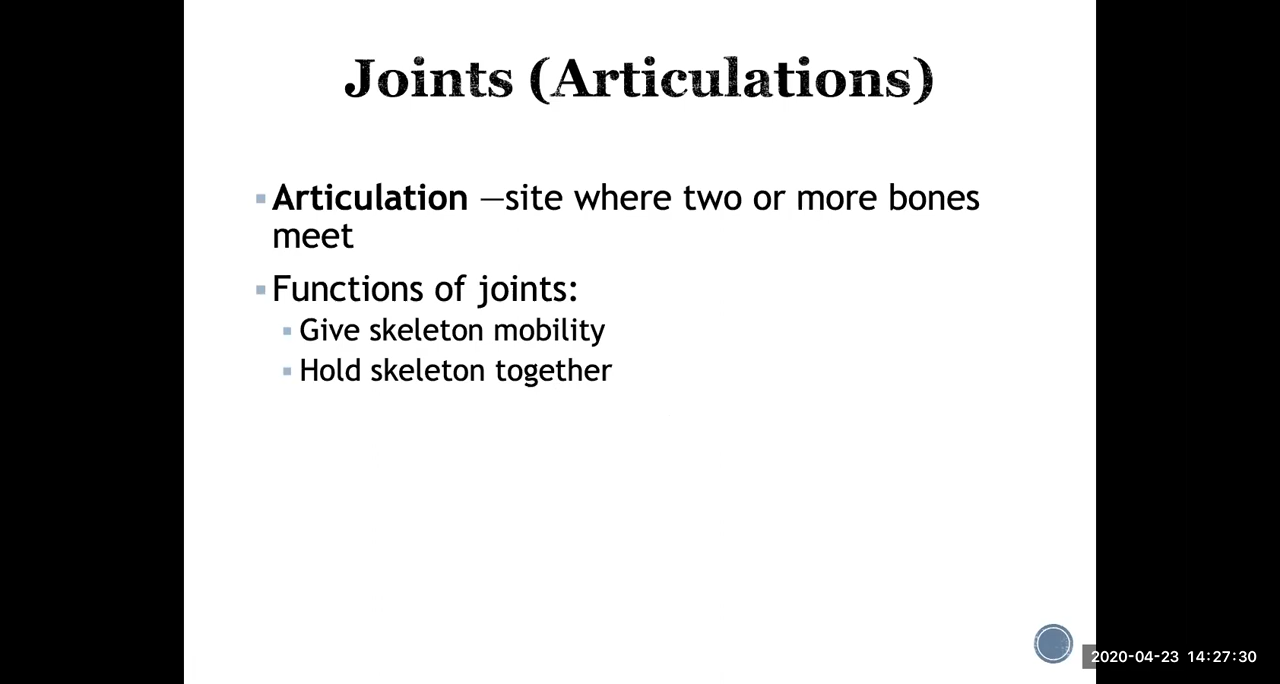 Joints (Articulations)
Articulation —site where two or more bones
meet
Functions of joints:
Give skeleton mobility
Hold skeleton together
2020-04-23 14:27:30